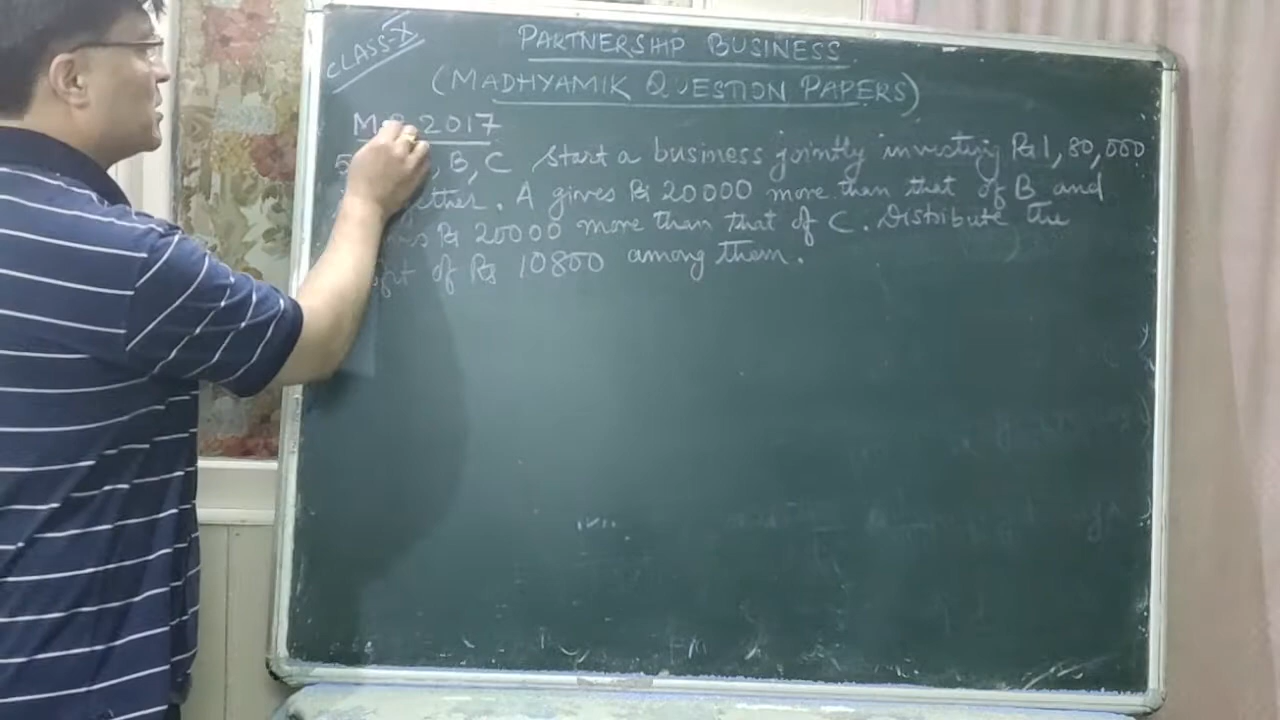 CLASS-X
PARTNERSHIP BUSINESS
(MADHYAMIK QUESTION PAPERS)
M.P. 2017
5 , B, C start a business jointly investing Rs 1,80,000
. A gives Rs 20000 more than that of B and
Rs 20000 more than that of C. Distribute the
of Rs 10800 among them.